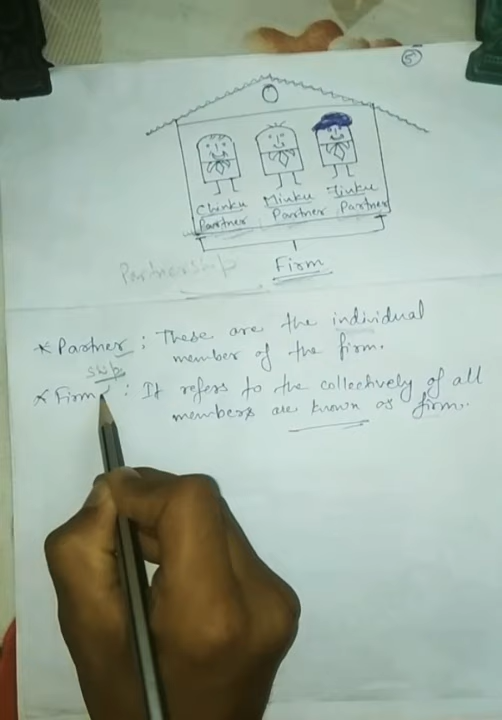 5
Chinku Minku Tinku
Partner Partner Partner
Partnership
Firm
* Partner : These are the individual
member of the firm.
ship
* Firm : It refers to the collectively of all
members are known as firm.